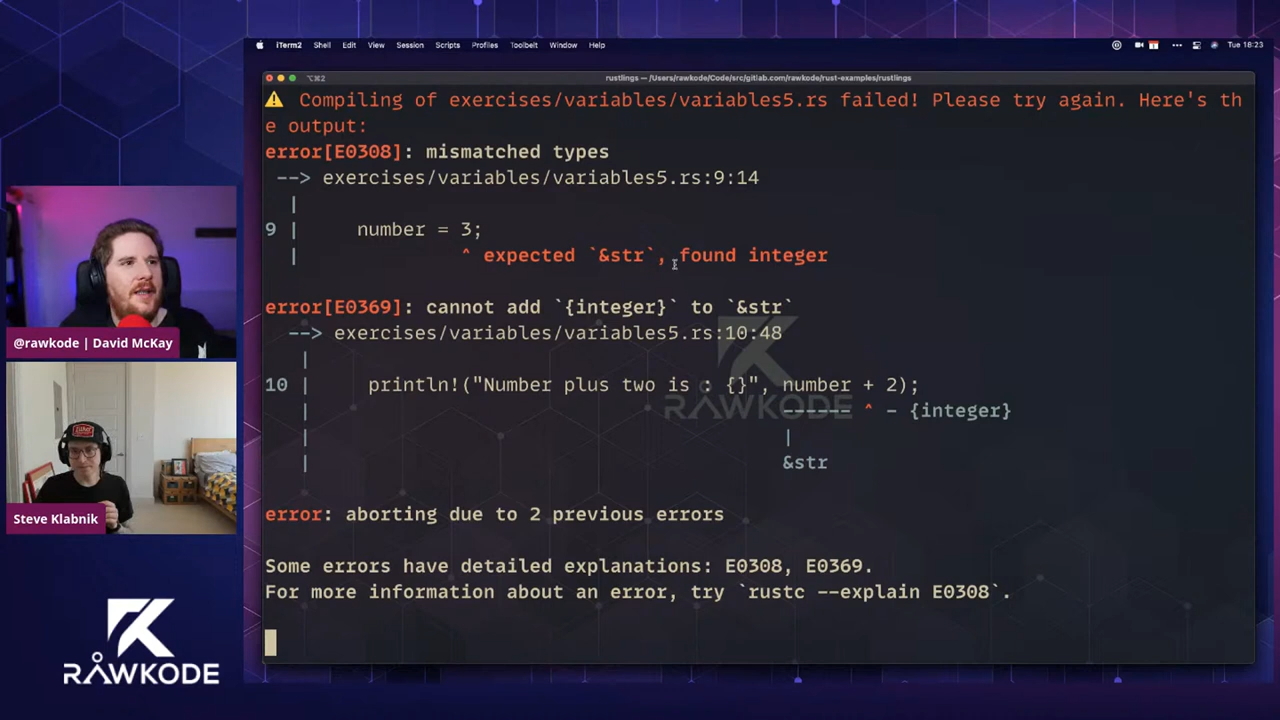 iTerm2 Shell Edit View Session Scripts Profiles Toolbelt Window Help
Tue 18:23
⌥⌘2
rustlings — /Users/rawkode/Code/src/gitlab.com/rawkode/rust-examples/rustlings
⚠ Compiling of exercises/variables/variables5.rs failed! Please try again. Here's th
e output:
error[E0308]: mismatched types
--> exercises/variables/variables5.rs:9:14
|
9 | number = 3;
| ^ expected `&str`, found integer
error[E0369]: cannot add `{integer}` to `&str`
--> exercises/variables/variables5.rs:10:48
|
10 | println!("Number plus two is : {}", number + 2);
| ------ ^ - {integer}
| |
| &str
error: aborting due to 2 previous errors
Some errors have detailed explanations: E0308, E0369.
For more information about an error, try `rustc --explain E0308`.
RAWKODE
@rawkode | David McKay
Steve Klabnik
RÅWKODE